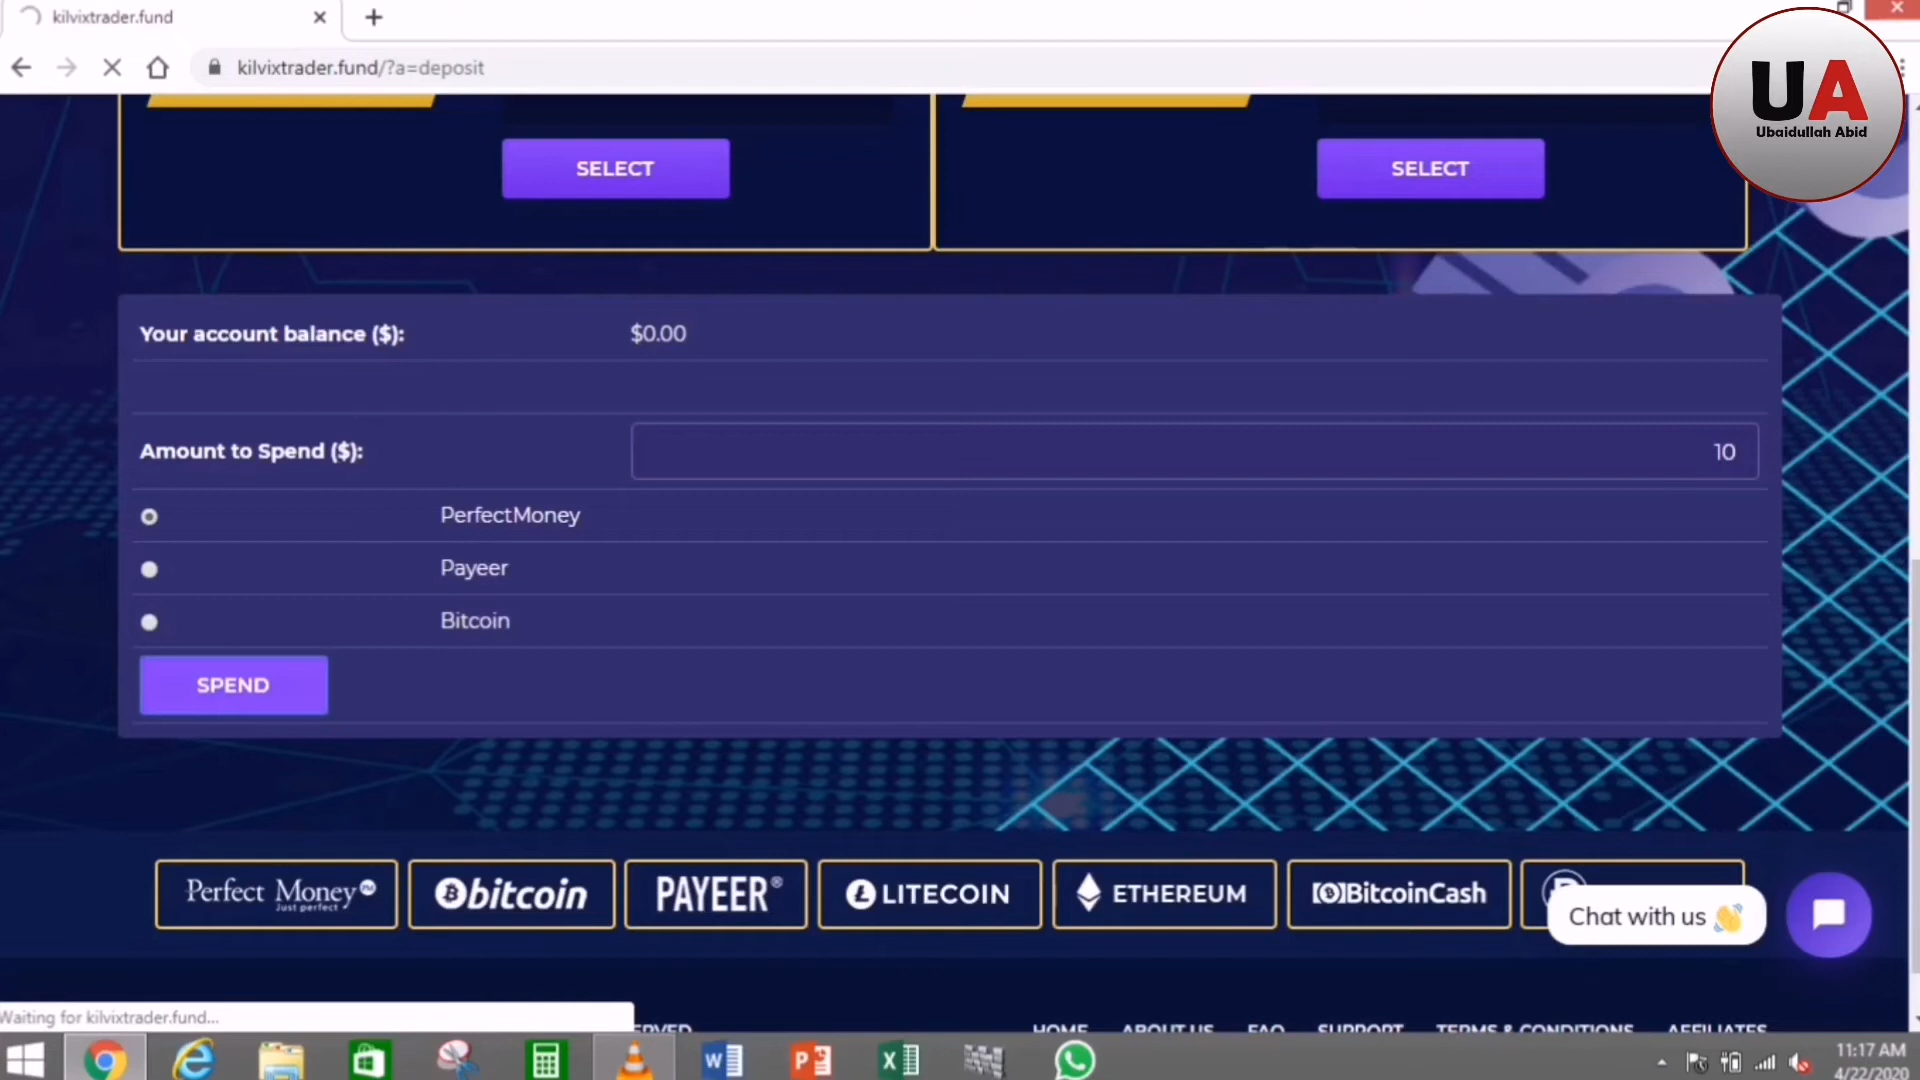 kilvixtrader.fund
kilvixtrader.fund/?a=deposit
UA
Ubaidullah Abid
SELECT
SELECT
Your account balance ($):
$0.00
Amount to Spend ($):
10
PerfectMoney
Payeer
Bitcoin
SPEND
Perfect Money PM
Just perfect
bitcoin
PAYEER®
LITECOIN
ETHEREUM
BitcoinCash
Chat with us 👋
Waiting for kilvixtrader.fund...
HOME
ABOUT US
FAQ
SUPPORT
TERMS & CONDITIONS
AFFILIATES
11:17 AM
4/22/2020